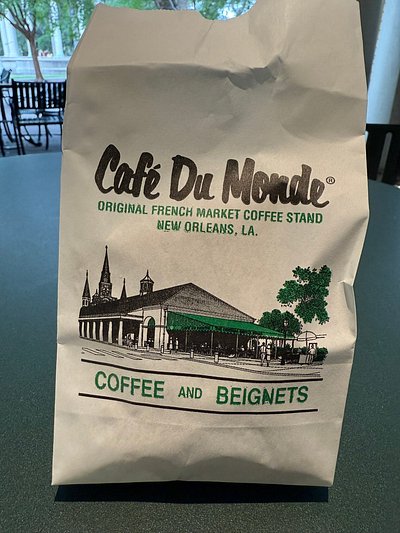 Café Du Monde®
ORIGINAL FRENCH MARKET COFFEE STAND
NEW ORLEANS, LA.
COFFEE AND BEIGNETS